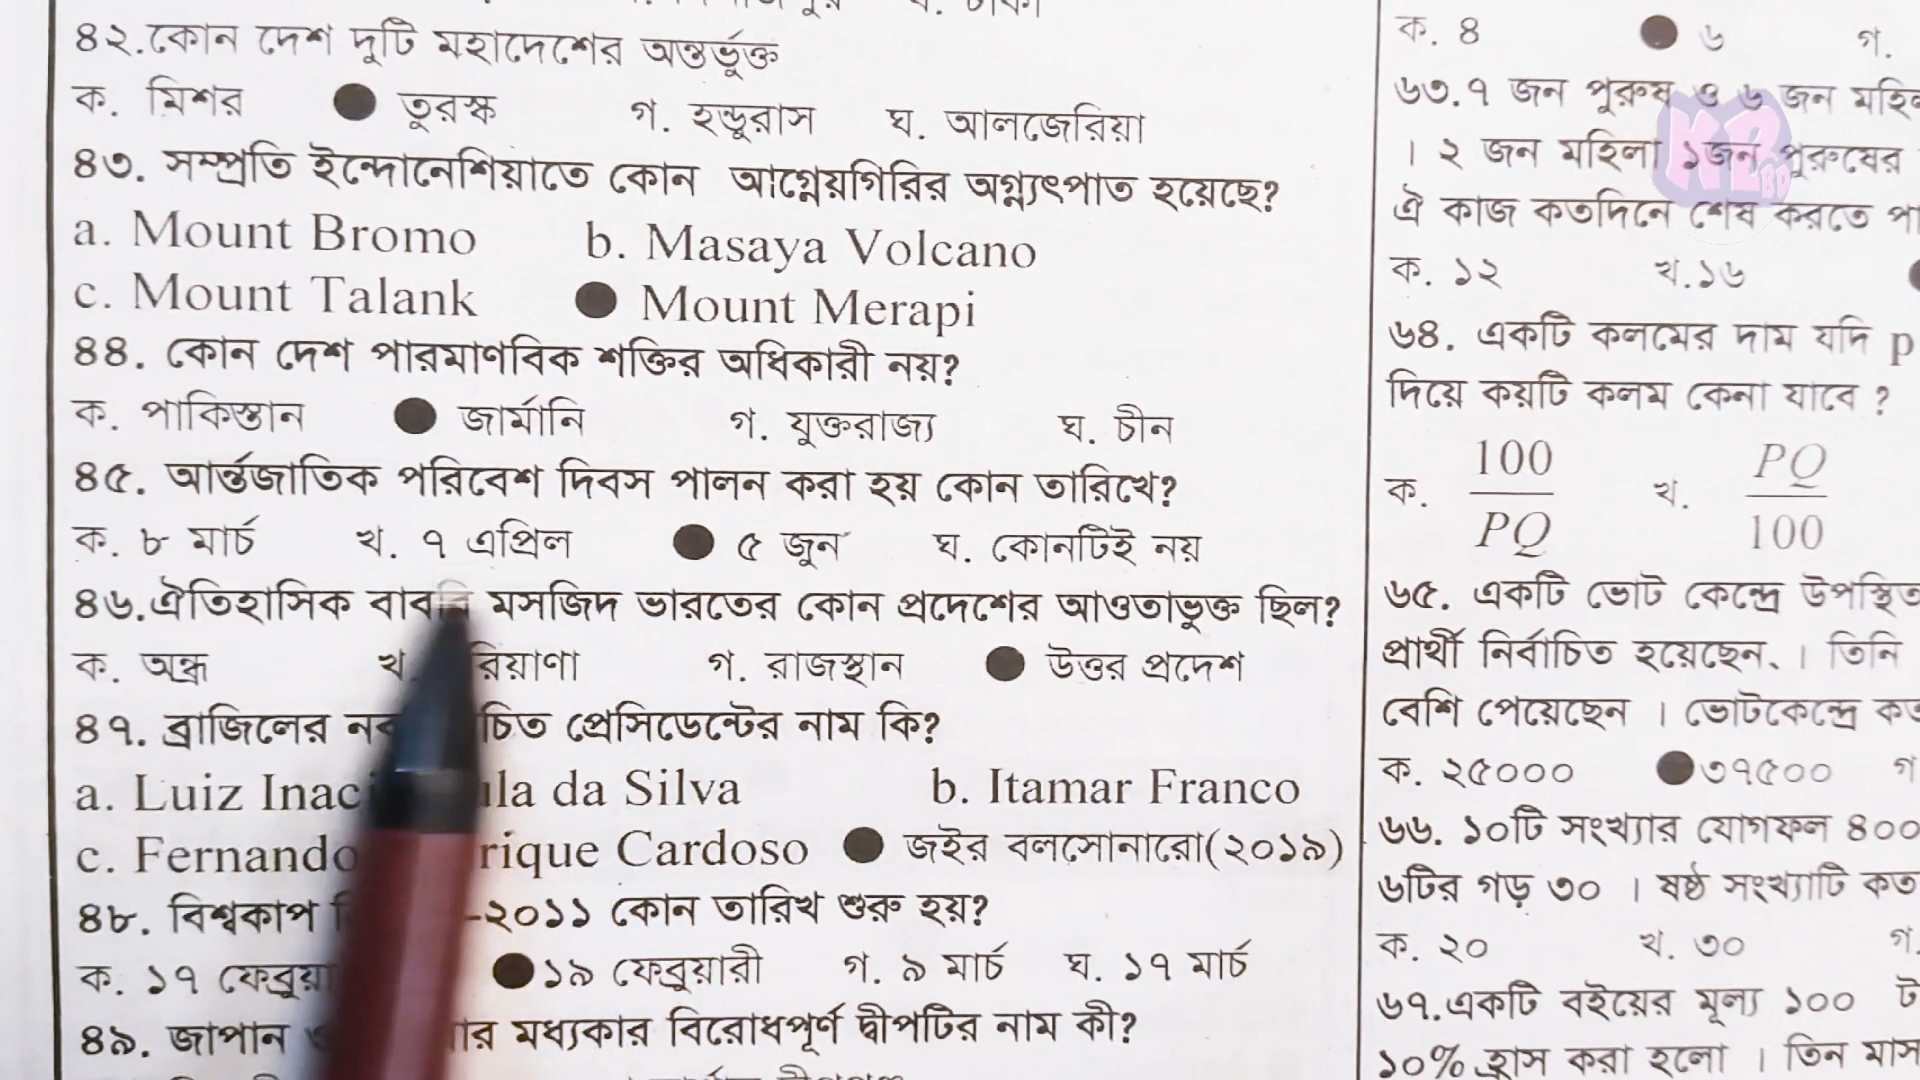 ৪২.কোন দেশ দুটি মহাদেশের অন্তর্ভুক্ত
ক. মিশর ● তুরস্ক গ. হন্ডুরাস ঘ. আলজেরিয়া
৪৩. সম্প্রতি ইন্দোনেশিয়াতে কোন আগ্নেয়গিরির অগ্ন্যুৎপাত হয়েছে?
a. Mount Bromo b. Masaya Volcano
c. Mount Talank ● Mount Merapi
৪৪. কোন দেশ পারমাণবিক শক্তির অধিকারী নয়?
ক. পাকিস্তান ● জার্মানি গ. যুক্তরাজ্য ঘ. চীন
৪৫. আর্ন্তজাতিক পরিবেশ দিবস পালন করা হয় কোন তারিখে?
ক. ৮ মার্চ খ. ৭ এপ্রিল ● ৫ জুন ঘ. কোনটিই নয়
৪৬.ঐতিহাসিক বাবরি মসজিদ ভারতের কোন প্রদেশের আওতাভুক্ত ছিল?
ক. অন্ধ্র খ. রিয়াণা গ. রাজস্থান ● উত্তর প্রদেশ
৪৭. ব্রাজিলের প্রেসিডেন্টের নাম কি?
a. Luiz da Silva b. Itamar Franco
c. Fernando Cardoso ● জইর বলসোনারো(২০১৯)
৪৮. বিশ্বকাপ -২০১১ কোন তারিখ শুরু হয়?
ক. ১৭ ● ১৯ ফেব্রুয়ারী গ. ৯ মার্চ ঘ. ১৭ মার্চ
৪৯. জাপান মধ্যকার বিরোধপূর্ণ দ্বীপটির নাম কী?
ক. ৪ ● ৬ গ.
৬৩.৭ জন পুরুষ ও ৬ জন
। ২ জন মহিলা ১জন পুরুষের
ঐ কাজ কতদিনে শেষ করতে
ক. ১২ খ.১৬
৬৪. একটি কলমের দাম যদি p
দিয়ে কয়টি কলম কেনা যাবে ?
ক. 100/PQ খ. PQ/100
৬৫. একটি ভোট কেন্দ্রে
প্রার্থী নির্বাচিত হয়েছেন. । তিনি
বেশি পেয়েছেন । ভোটকেন্দ্রে
ক. ২৫০০০ ● ৩৭৫০০ গ
৬৬. ১০টি সংখ্যার যোগফল ৪০০
৬টির গড় ৩০ । ষষ্ঠ সংখ্যাটি কত
ক. ২০ খ. ৩০ গ.
৬৭.একটি বইয়ের মূল্য ১০০
১০% হ্রাস করা হলো । তিন মাস
K2
BD